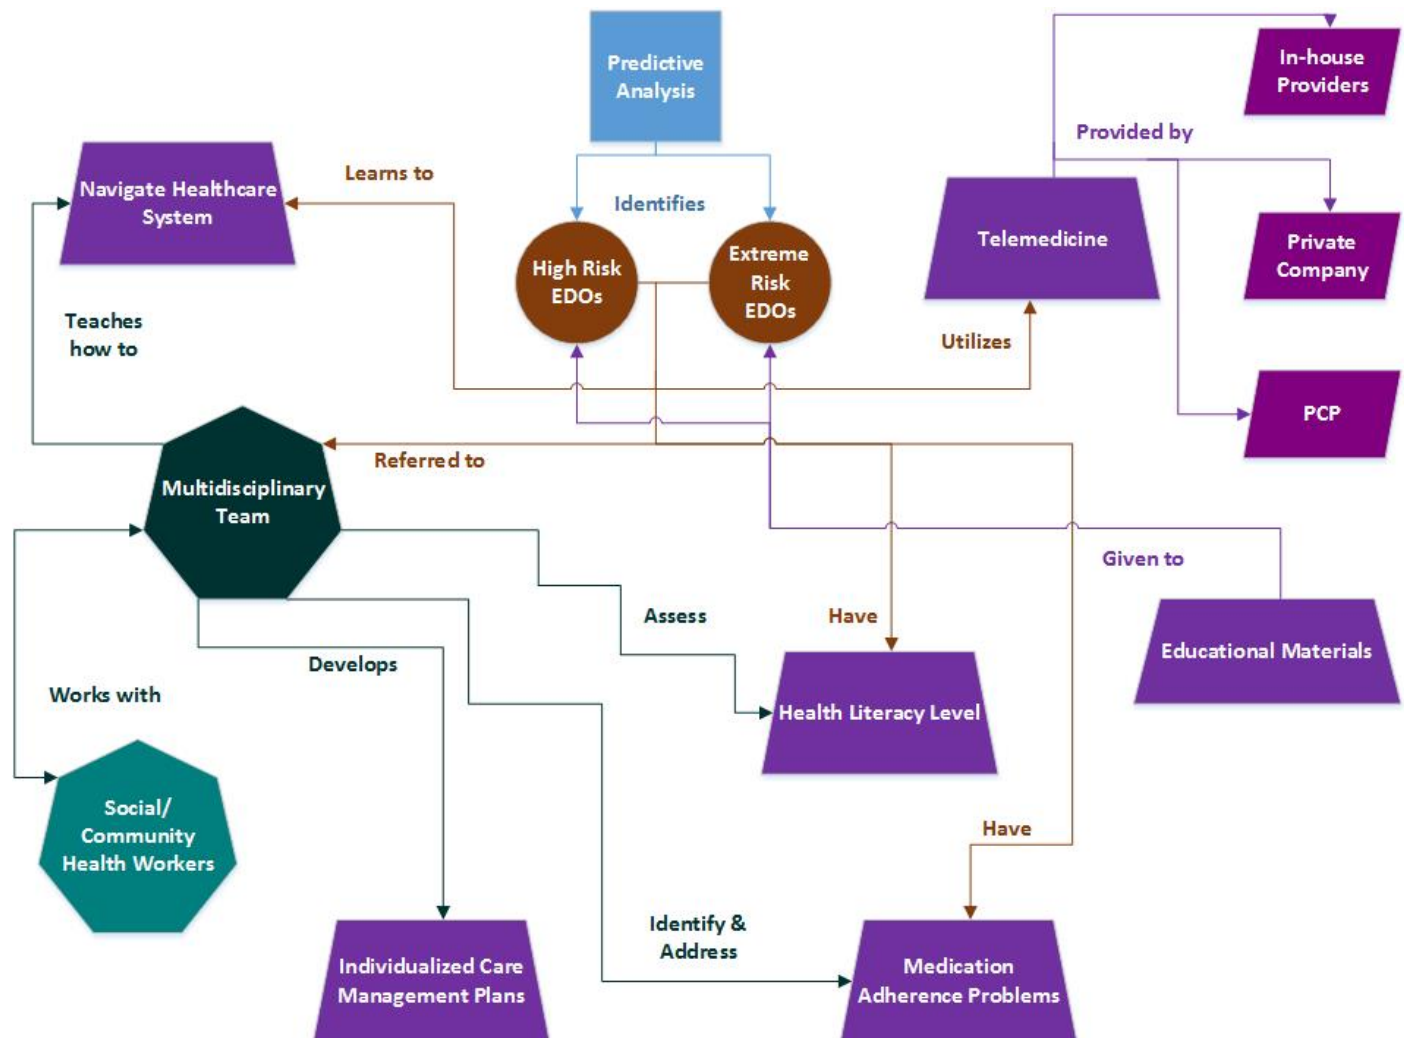 Predictive
Analysis
In-house
Providers
Provided by
Navigate Healthcare
System
Learns to
Identifies
High Risk
EDOs
Extreme
Risk
EDOs
Telemedicine
Private
Company
Teaches
how to
Utilizes
PCP
Referred to
Multidisciplinary
Team
Given to
Assess
Have
Educational Materials
Develops
Works with
Health Literacy Level
Social/
Community
Health Workers
Have
Identify &
Address
Individualized Care
Management Plans
Medication
Adherence Problems